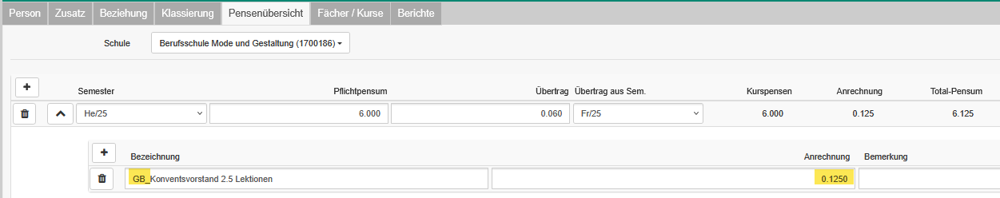 Person Zusatz Beziehung Klassierung Pensenübersicht Fächer / Kurse Berichte
Schule Berufsschule Mode und Gestaltung (1700186)
+ Semester Pflichtpensum Übertrag Übertrag aus Sem. Kurspensen Anrechnung Total-Pensum
He/25 6.000 0.060 Fr/25 6.000 0.125 6.125
+ Bezeichnung Anrechnung Bemerkung
GB_Konventsvorstand 2.5 Lektionen 0.1250